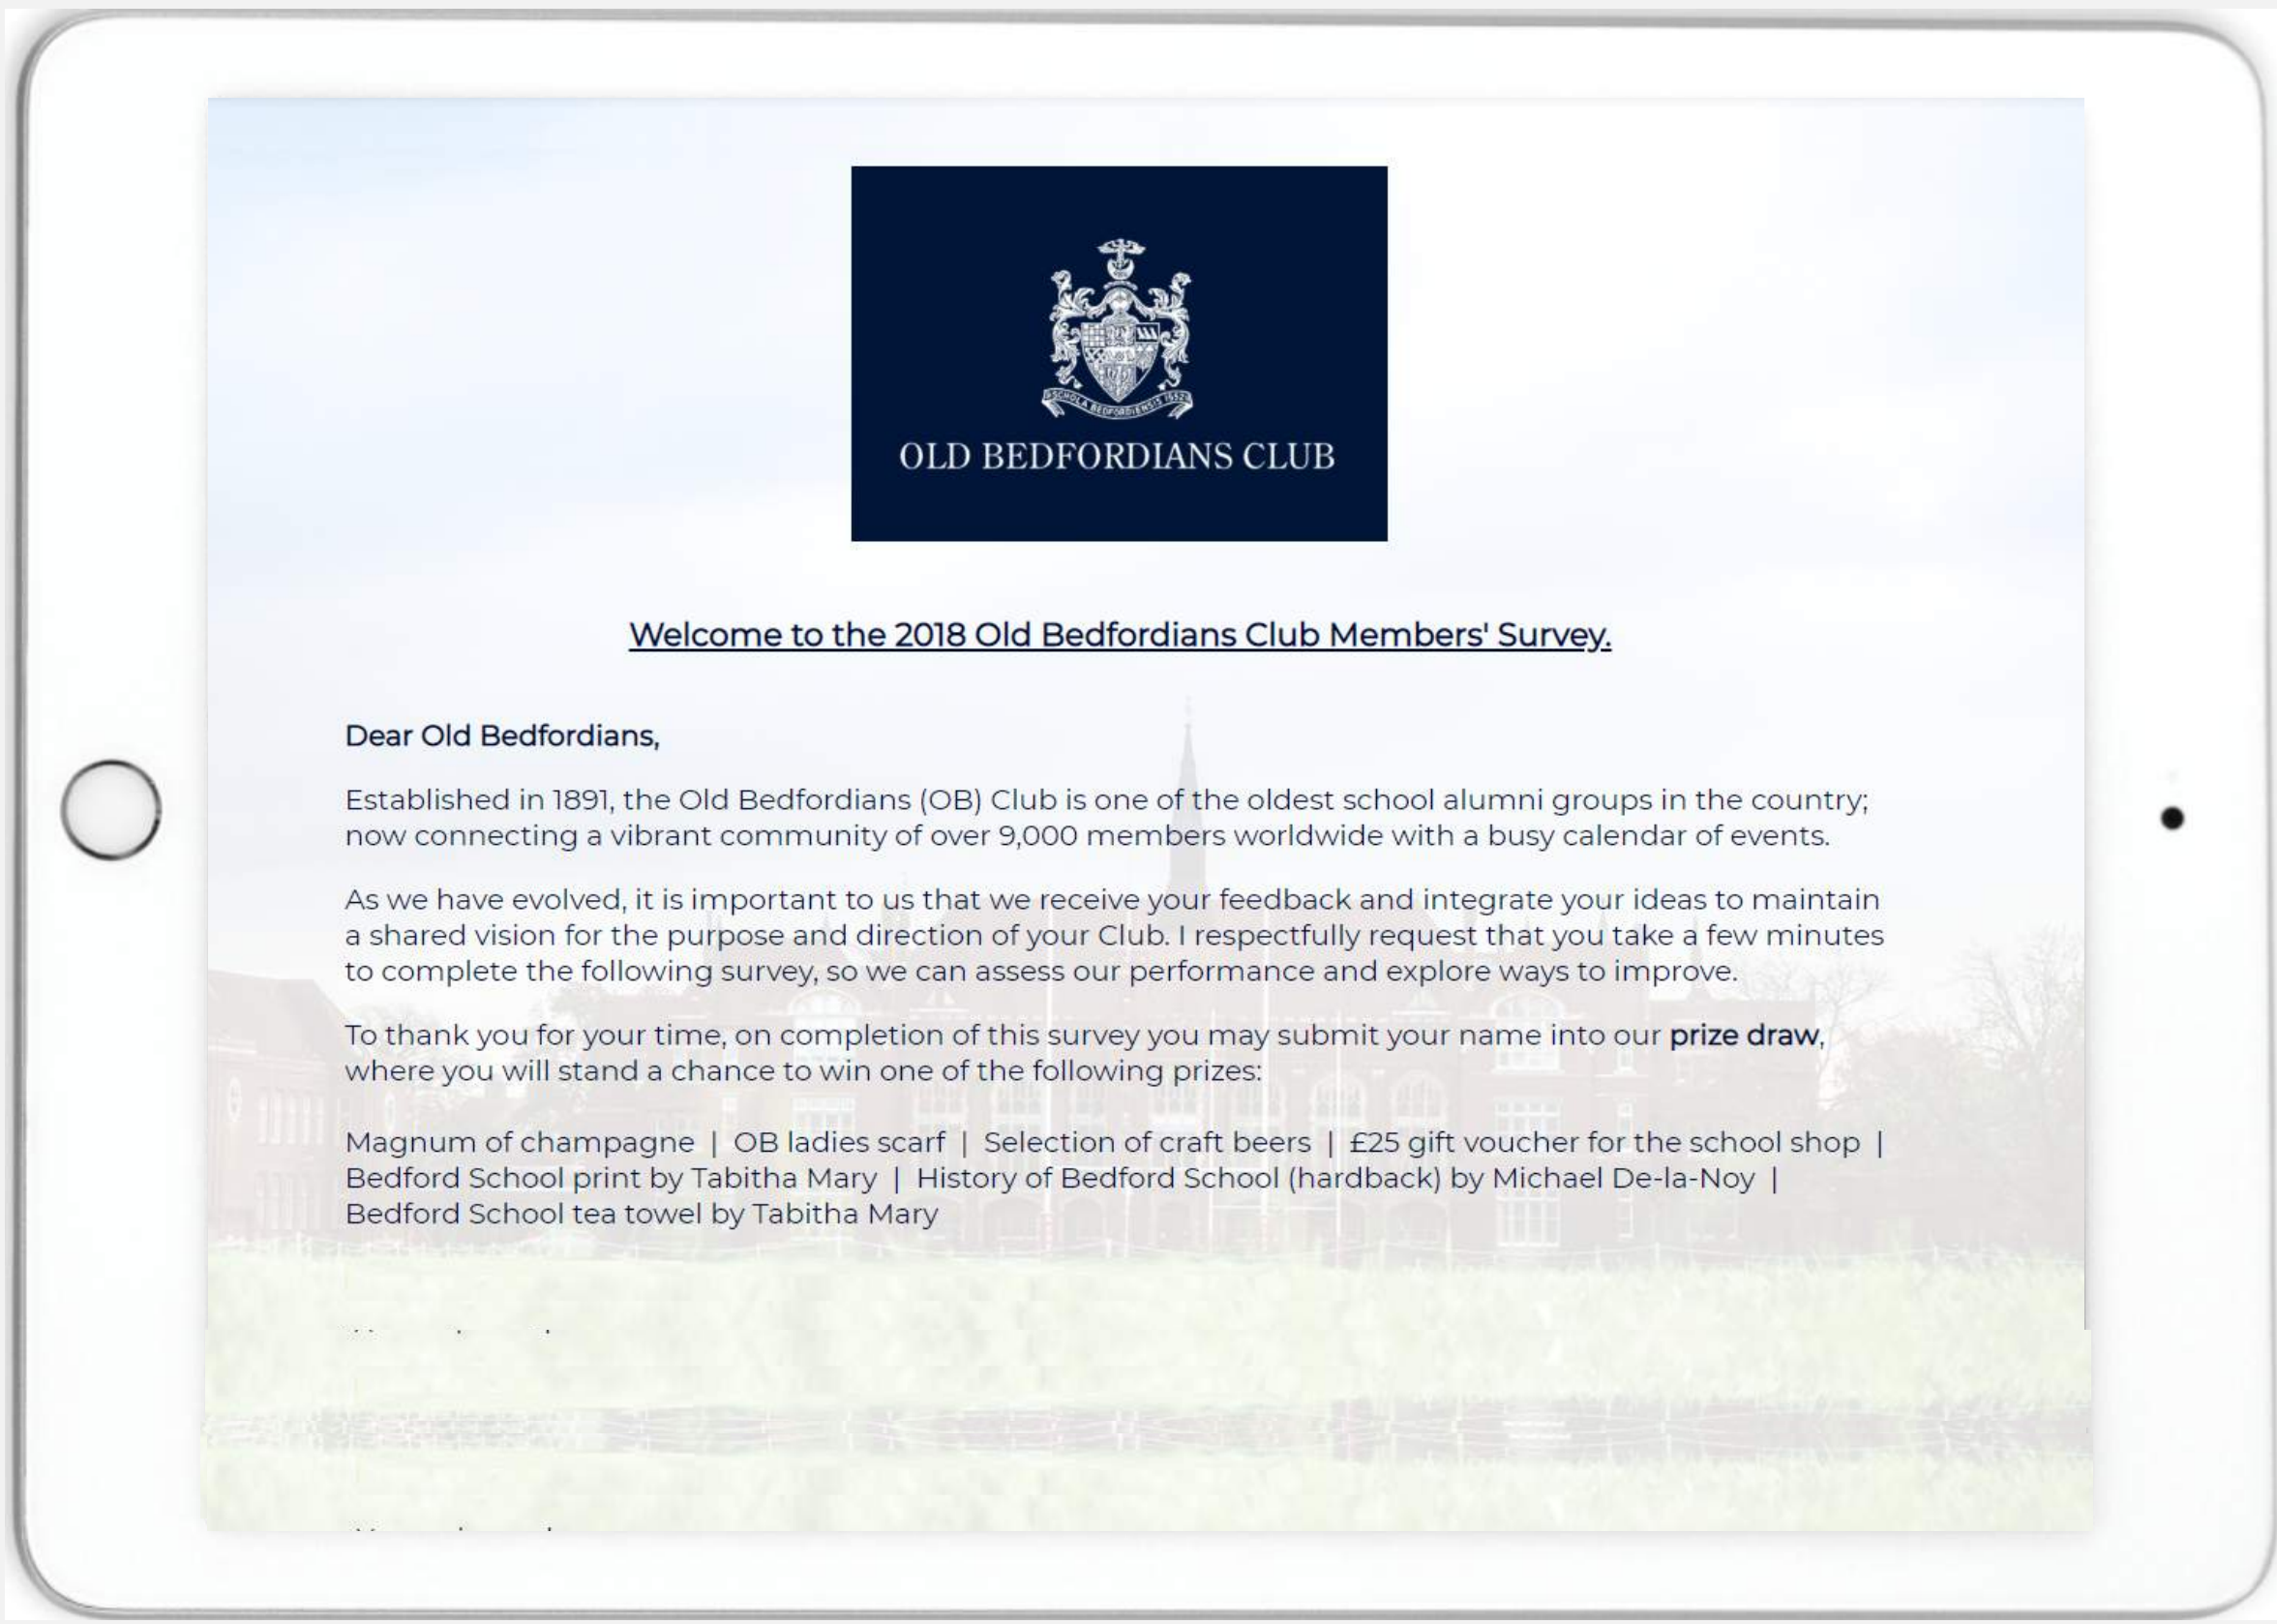 SCHOLA BEDFORDIENSIS 1552
OLD BEDFORDIANS CLUB
Welcome to the 2018 Old Bedfordians Club Members' Survey.
Dear Old Bedfordians,
Established in 1891, the Old Bedfordians (OB) Club is one of the oldest school alumni groups in the country;
now connecting a vibrant community of over 9,000 members worldwide with a busy calendar of events.
As we have evolved, it is important to us that we receive your feedback and integrate your ideas to maintain
a shared vision for the purpose and direction of your Club. I respectfully request that you take a few minutes
to complete the following survey, so we can assess our performance and explore ways to improve.
To thank you for your time, on completion of this survey you may submit your name into our prize draw,
where you will stand a chance to win one of the following prizes:
Magnum of champagne | OB ladies scarf | Selection of craft beers | £25 gift voucher for the school shop |
Bedford School print by Tabitha Mary | History of Bedford School (hardback) by Michael De-la-Noy |
Bedford School tea towel by Tabitha Mary